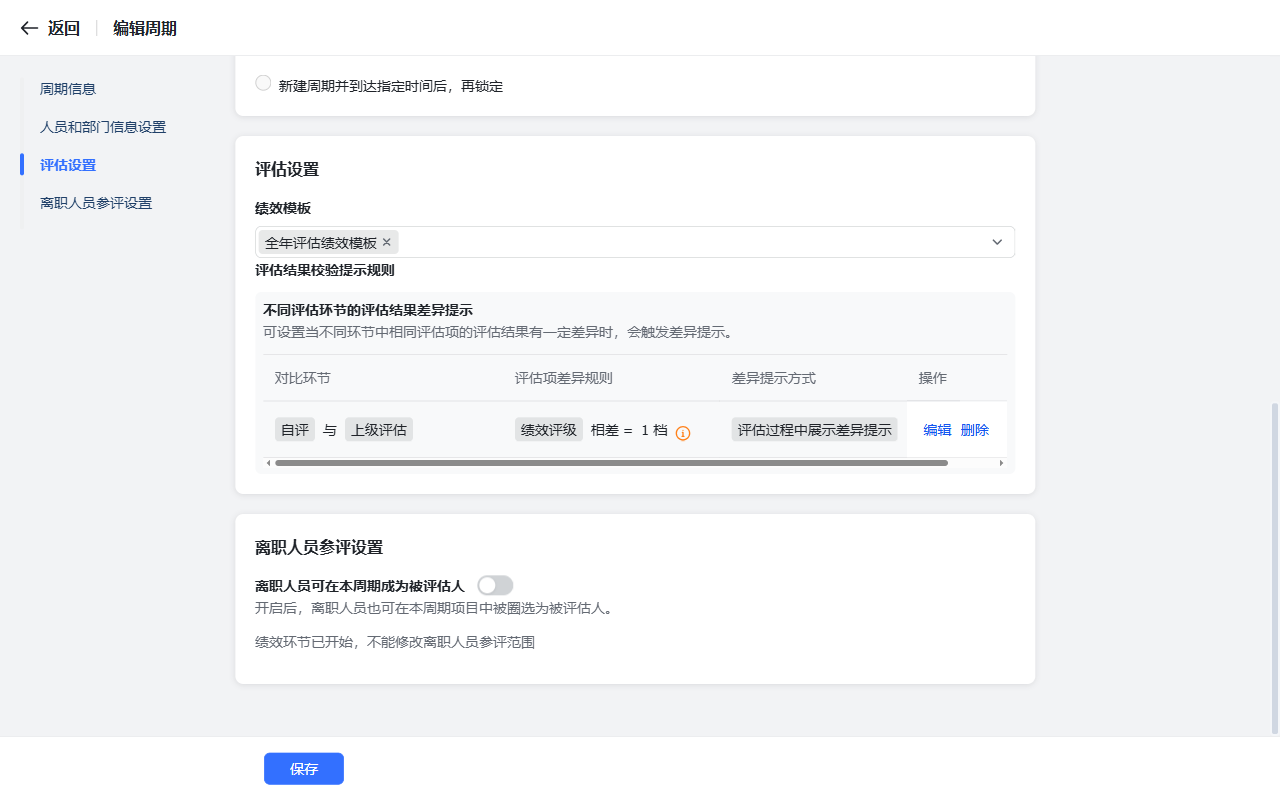 返回 编辑周期
周期信息
人员和部门信息设置
评估设置
离职人员参评设置
新建周期并到达指定时间后，再锁定
评估设置
绩效模板
全年评估绩效模板
评估结果校验提示规则
不同评估环节的评估结果差异提示
可设置当不同环节中相同评估项的评估结果有一定差异时，会触发差异提示。
对比环节 评估项差异规则 差异提示方式 操作
自评 与 上级评估 绩效评级 相差 = 1 档 评估过程中展示差异提示 编辑 删除
离职人员参评设置
离职人员可在本周期成为被评估人
开启后，离职人员也可在本周期项目中被圈选为被评估人。
绩效环节已开始，不能修改离职人员参评范围
保存